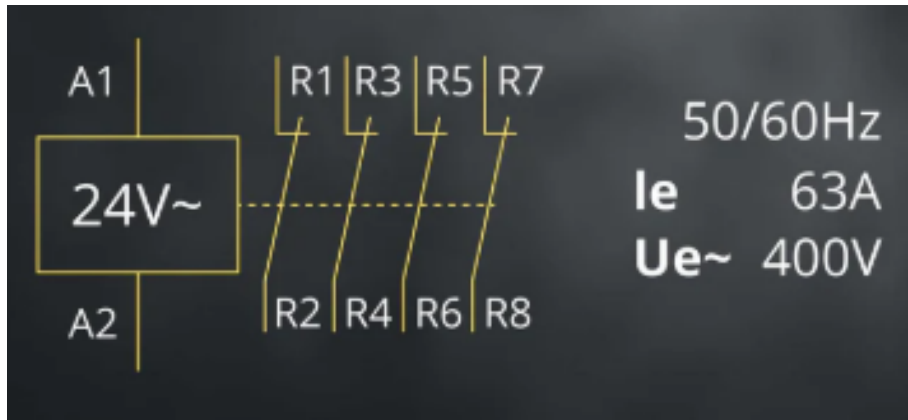 A1
R1 R3 R5 R7
50/60Hz
24V~
Ie 63A
Ue~ 400V
A2
R2 R4 R6 R8